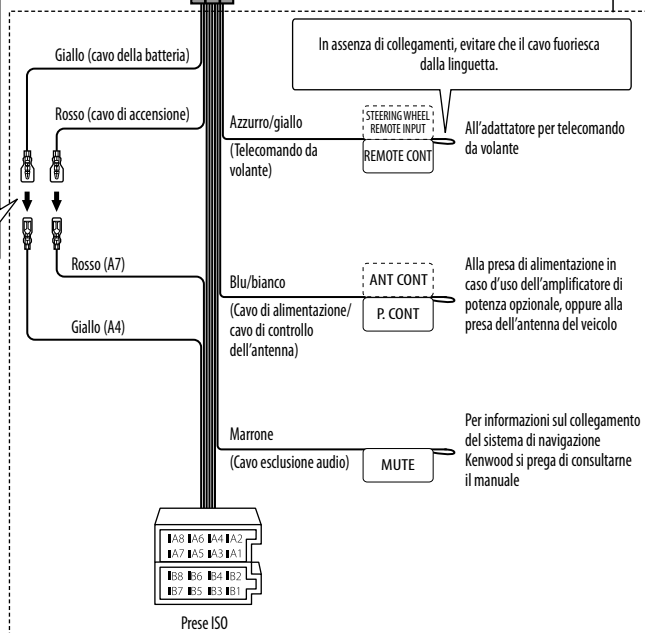 In assenza di collegamenti, evitare che il cavo fuoriesca
dalla linguetta.
Giallo (cavo della batteria)
Rosso (cavo di accensione)
Azzurro/giallo
(Telecomando da
volante)
STEERING WHEEL
REMOTE INPUT
REMOTE CONT
All'adattatore per telecomando
da volante
Rosso (A7)
Giallo (A4)
Blu/bianco
(Cavo di alimentazione/
cavo di controllo
dell'antenna)
ANT CONT
P. CONT
Alla presa di alimentazione in
caso d'uso dell'amplificatore di
potenza opzionale, oppure alla
presa dell'antenna del veicolo
Marrone
(Cavo esclusione audio)
MUTE
Per informazioni sul collegamento
del sistema di navigazione
Kenwood si prega di consultarne
il manuale
A8 A6 A4 A2
A7 A5 A3 A1
B8 B6 B4 B2
B7 B5 B3 B1
Prese ISO